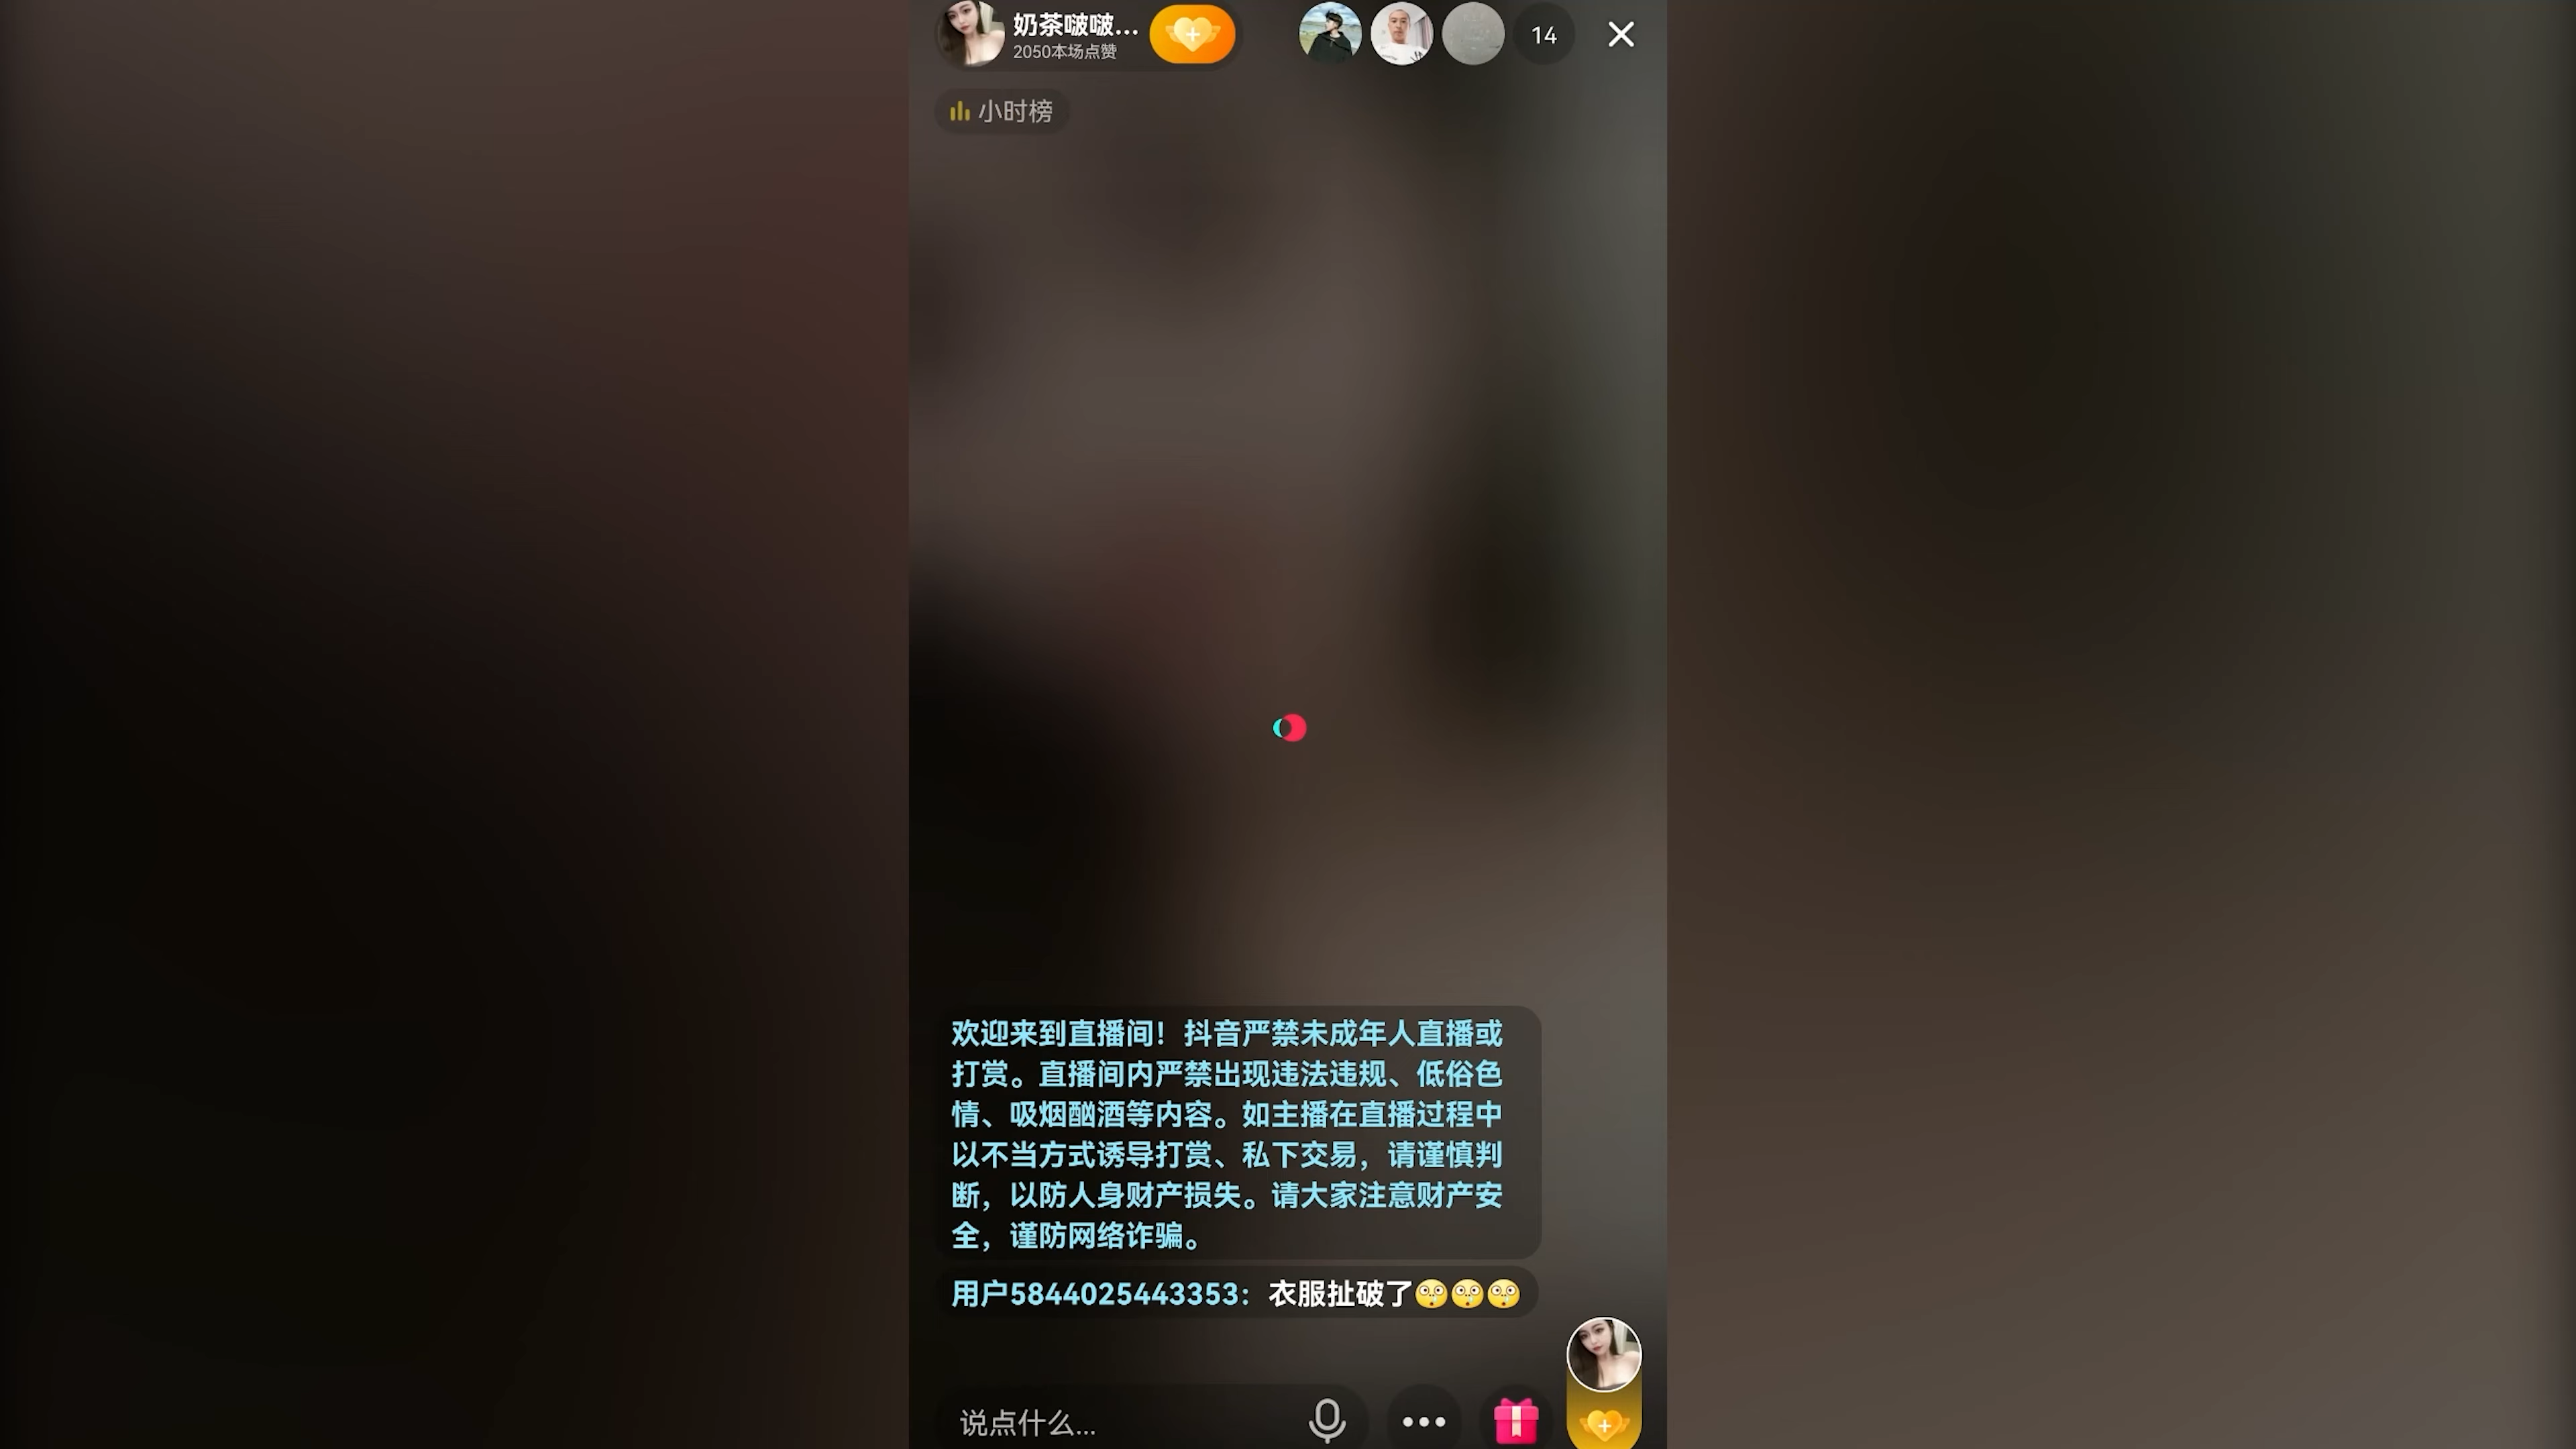 奶茶啵啵...
2050本场点赞
14
小时榜
欢迎来到直播间！抖音严禁未成年人直播或
打赏。直播间内严禁出现违法违规、低俗色
情、吸烟酗酒等内容。如主播在直播过程中
以不当方式诱导打赏、私下交易，请谨慎判
断，以防人身财产损失。请大家注意财产安
全，谨防网络诈骗。
用户5844025443353：衣服扯破了
说点什么...